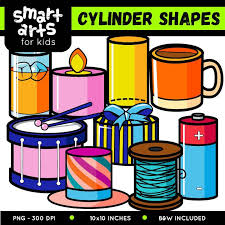 smart
arts
for kids
CYLINDER SHAPES
PNG - 300 DPI
10x10 INCHES
B&W INCLUDED